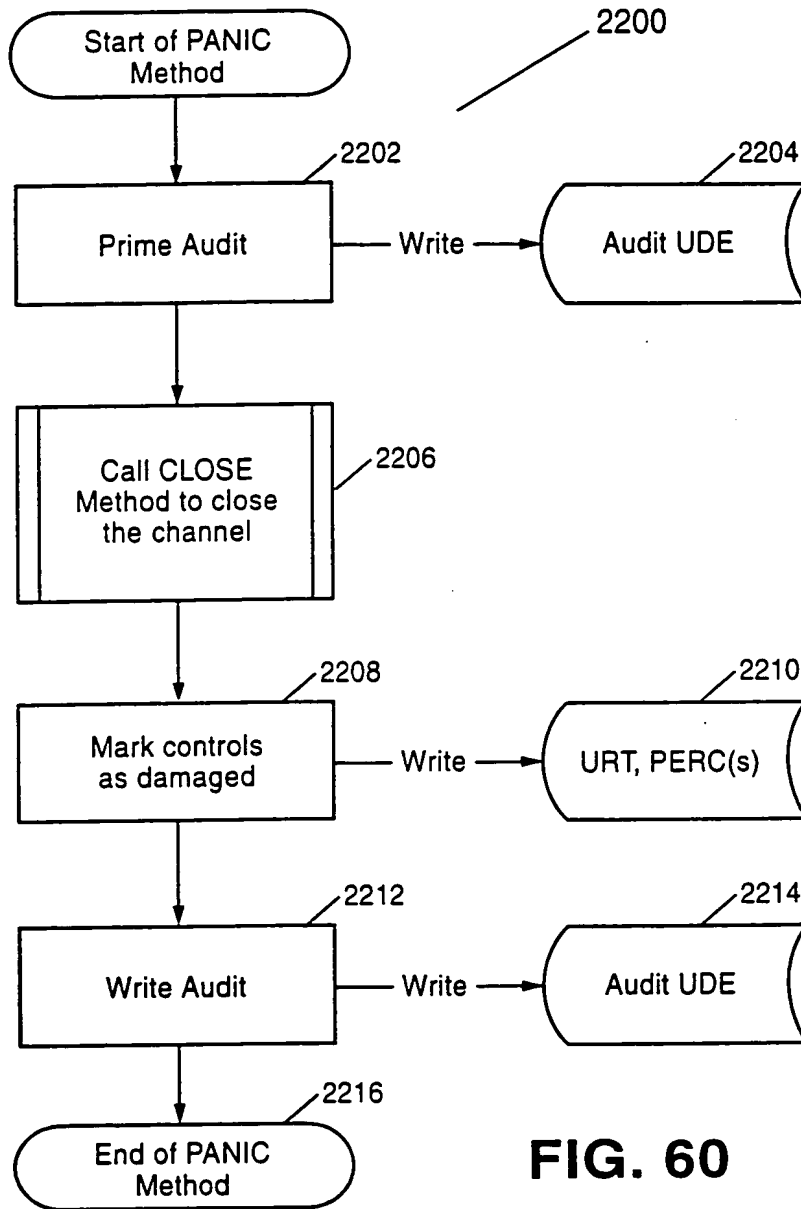 Start of PANIC
Method
2200
2202
2204
Prime Audit
Write
Audit UDE
Call CLOSE
Method to close
the channel
2206
2208
2210
Mark controls
as damaged
Write
URT, PERC(s)
2212
2214
Write Audit
Write
Audit UDE
2216
End of PANIC
Method
FIG. 60